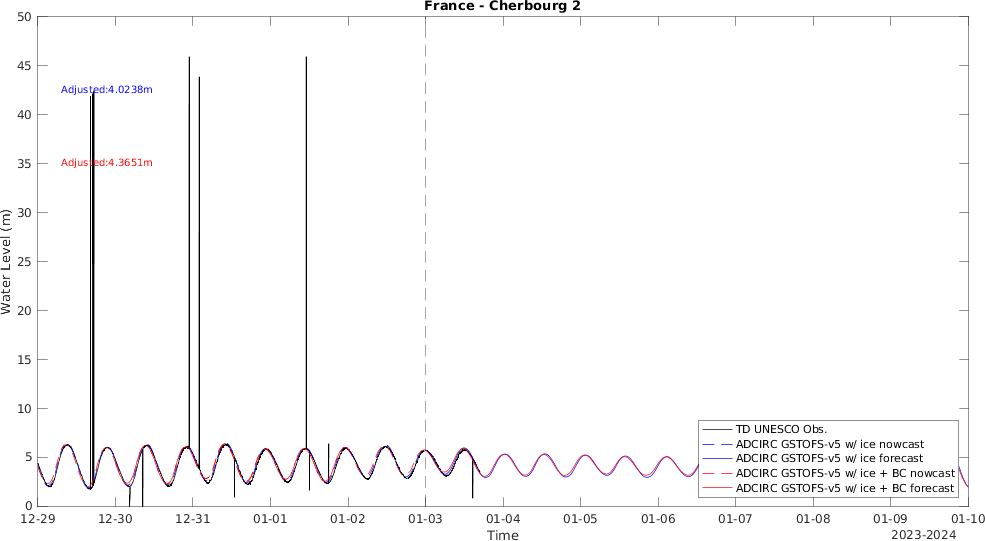 France - Cherbourg 2
50
45
40
35
30
25
20
15
10
5
0
Water Level (m)
Adjusted:4.0238m
Adjusted:4.3651m
TD UNESCO Obs.
ADCIRC GSTOFS-v5 w/ ice nowcast
ADCIRC GSTOFS-v5 w/ ice forecast
ADCIRC GSTOFS-v5 w/ ice + BC nowcast
ADCIRC GSTOFS-v5 w/ ice + BC forecast
12-29 12-30 12-31 01-01 01-02 01-03 01-04 01-05 01-06 01-07 01-08 01-09 01-10
Time
2023-2024